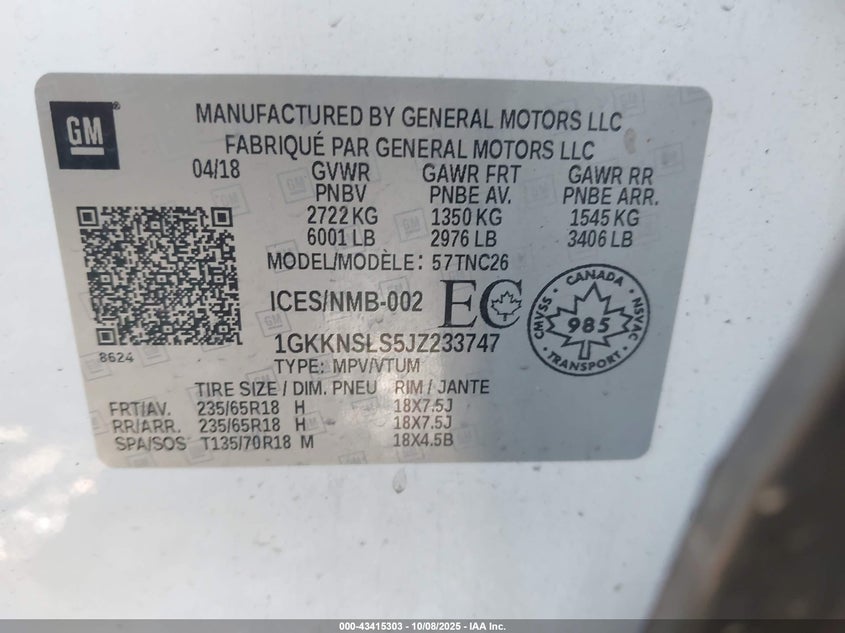 GM®
MANUFACTURED BY GENERAL MOTORS LLC
FABRIQUÉ PAR GENERAL MOTORS LLC
04/18 GVWR GAWR FRT GAWR RR
PNBV PNBE AV. PNBE ARR.
2722 KG 1350 KG 1545 KG
6001 LB 2976 LB 3406 LB
MODEL/MODÈLE: 57TNC26
ICES/NMB-002 EC
CANADA
CMVSS 985 NSVAC
TRANSPORT
8624
1GKKNSLS5JZ233747
TYPE: MPV/VTUM
TIRE SIZE / DIM. PNEU RIM / JANTE
FRT/AV. 235/65R18 H 18X7.5J
RR/ARR. 235/65R18 H 18X7.5J
SPA/SOS T135/70R18 M 18X4.5B
000-43415303 - 10/08/2025 - IAA Inc.